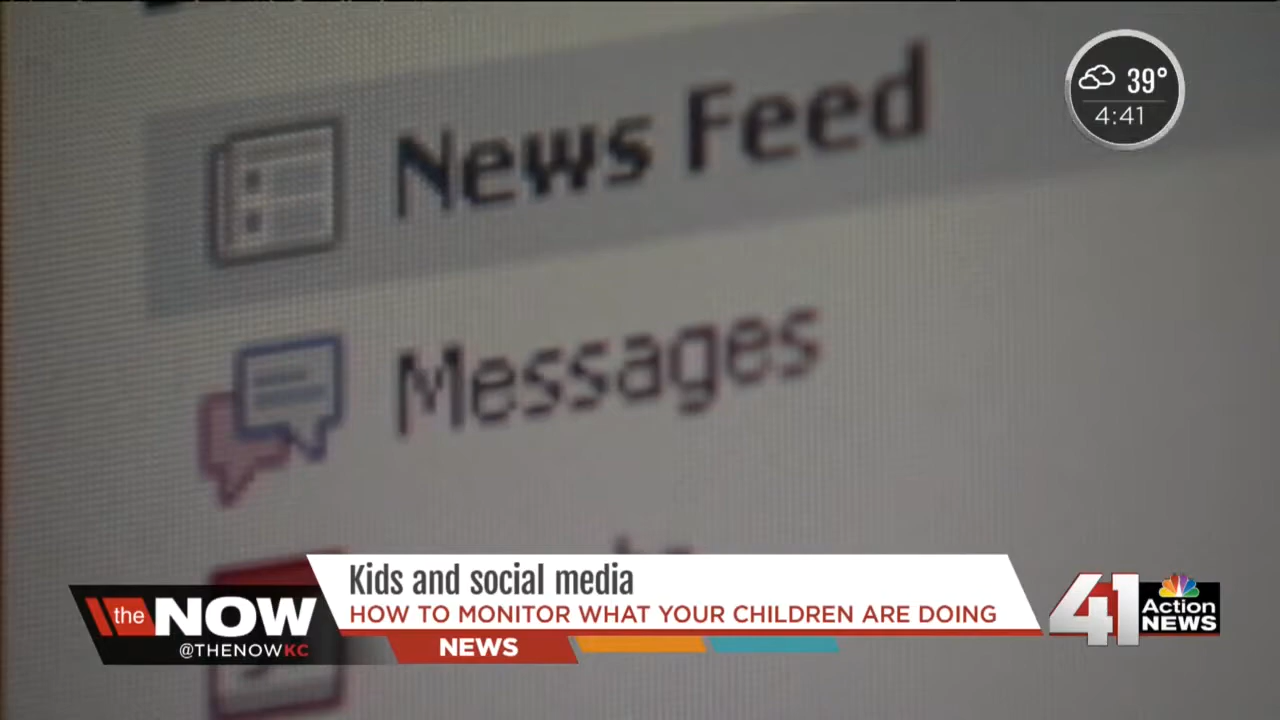 39°
4:41
News Feed
Messages
Kids and social media
HOW TO MONITOR WHAT YOUR CHILDREN ARE DOING
the NOW
@THENOWKC
NEWS
41 Action NEWS